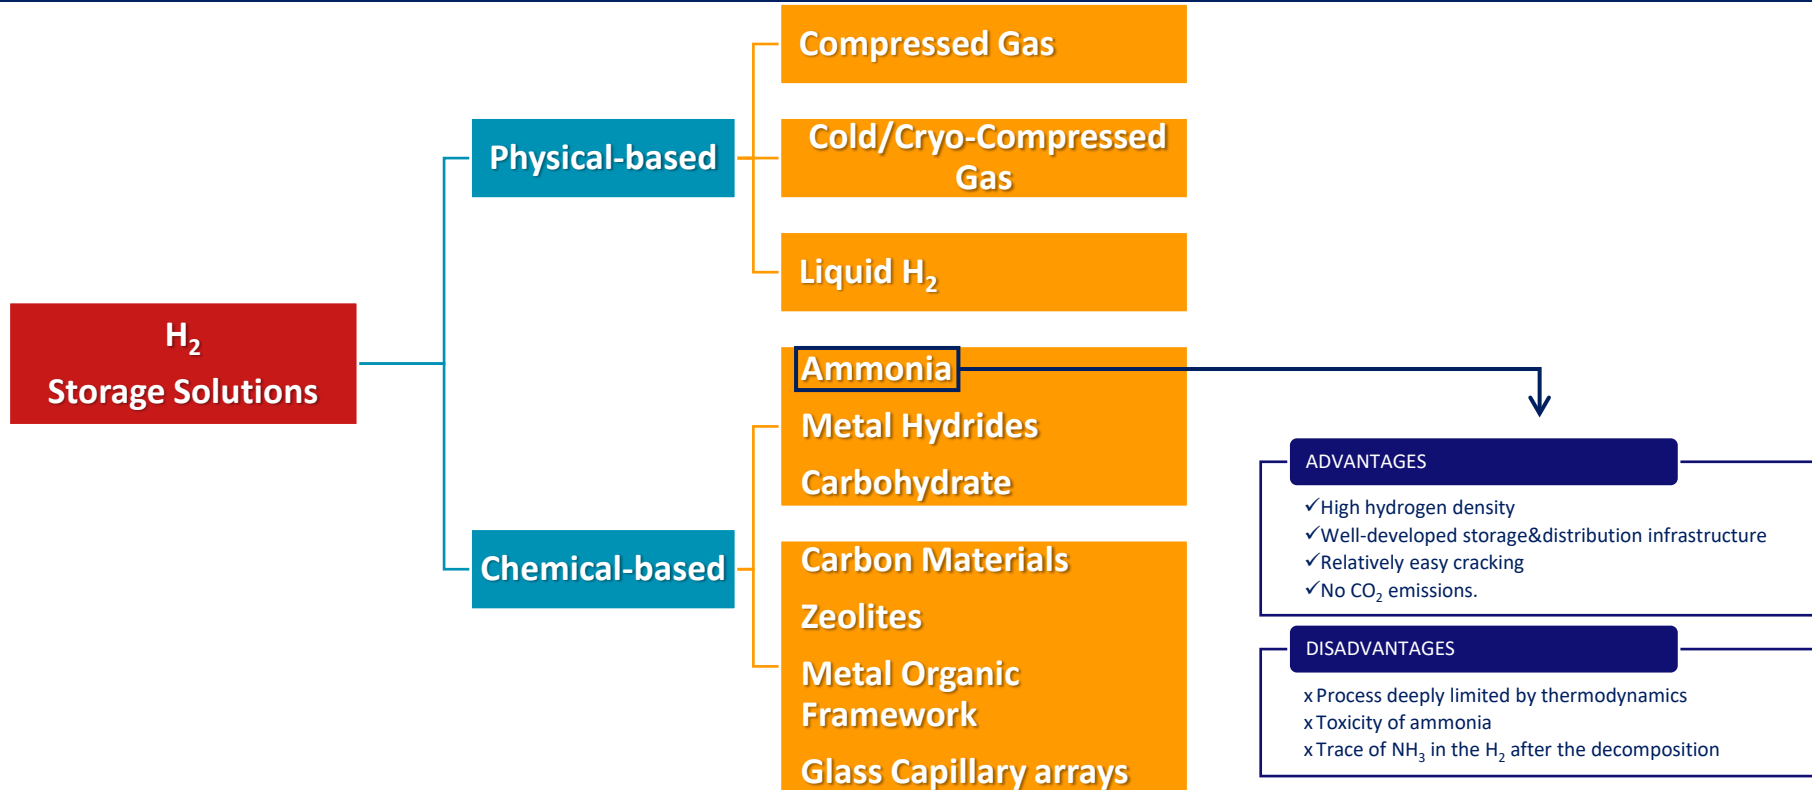 H₂
Storage Solutions
Physical-based
Chemical-based
Compressed Gas
Cold/Cryo-Compressed
Gas
Liquid H₂
Ammonia
Metal Hydrides
Carbohydrate
Carbon Materials
Zeolites
Metal Organic
Framework
Glass Capillary arrays
ADVANTAGES
✓High hydrogen density
✓Well-developed storage&distribution infrastructure
✓Relatively easy cracking
✓No CO₂ emissions.
DISADVANTAGES
x Process deeply limited by thermodynamics
x Toxicity of ammonia
x Trace of NH₃ in the H₂ after the decomposition